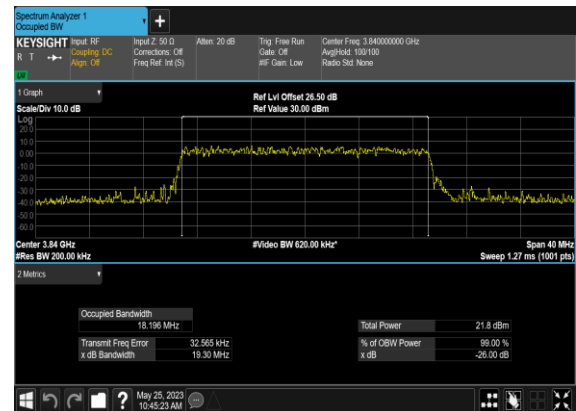 Spectrum Analyzer 1
Occupied BW
+
KEYSIGHT Input: RF Input Z: 50 Ω Atten: 20 dB Trig: Free Run Center Freq: 3.840000000 GHz
Coupling: DC Corrections: Off Gate: Off Avg|Hold: 100/100
R T Align: Off Freq Ref: Int (S) #IF Gain: Low Radio Std: None
1 Graph
Ref Lvl Offset 26.50 dB
Scale/Div 10.0 dB Ref Value 30.00 dBm
Log
20.0
10.0
0.00
-10.0
-20.0
-30.0
-40.0
-50.0
-60.0
Center 3.84 GHz #Video BW 620.00 kHz* Span 40 MHz
#Res BW 200.00 kHz Sweep 1.27 ms (1001 pts)
2 Metrics
Occupied Bandwidth
18.196 MHz Total Power 21.8 dBm
Transmit Freq Error 32.565 kHz % of OBW Power 99.00 %
x dB Bandwidth 19.30 MHz x dB -26.00 dB
?
May 25, 2023
10:45:23 AM